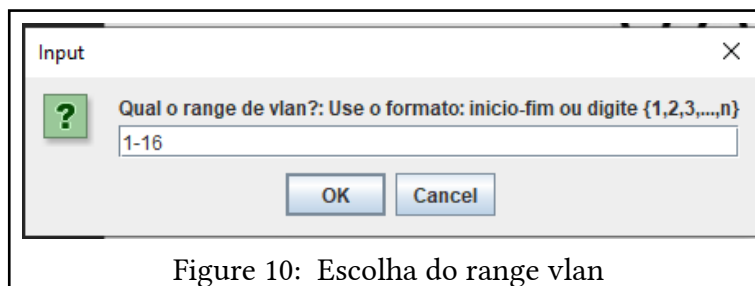 Input
Qual o range de vlan?: Use o formato: inicio-fim ou digite {1,2,3,...,n}
1-16
OK Cancel
Figure 10: Escolha do range vlan